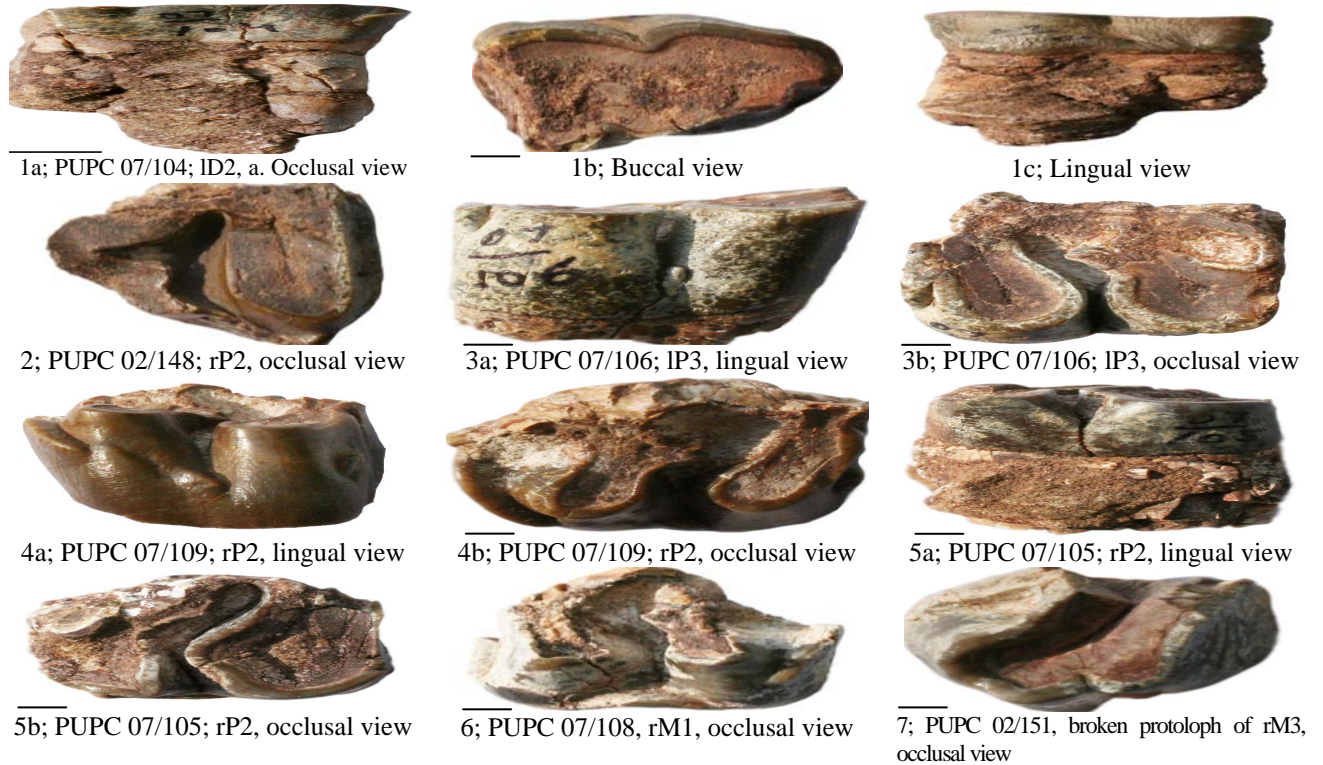 1a; PUPC 07/104; lD2, a. Occlusal view
1b; Buccal view
1c; Lingual view
07
106
2; PUPC 02/148; rP2, occlusal view
3a; PUPC 07/106; lP3, lingual view
3b; PUPC 07/106; lP3, occlusal view
4a; PUPC 07/109; rP2, lingual view
4b; PUPC 07/109; rP2, occlusal view
5a; PUPC 07/105; rP2, lingual view
5b; PUPC 07/105; rP2, occlusal view
6; PUPC 07/108, rM1, occlusal view
7; PUPC 02/151, broken protoloph of rM3,
occlusal view